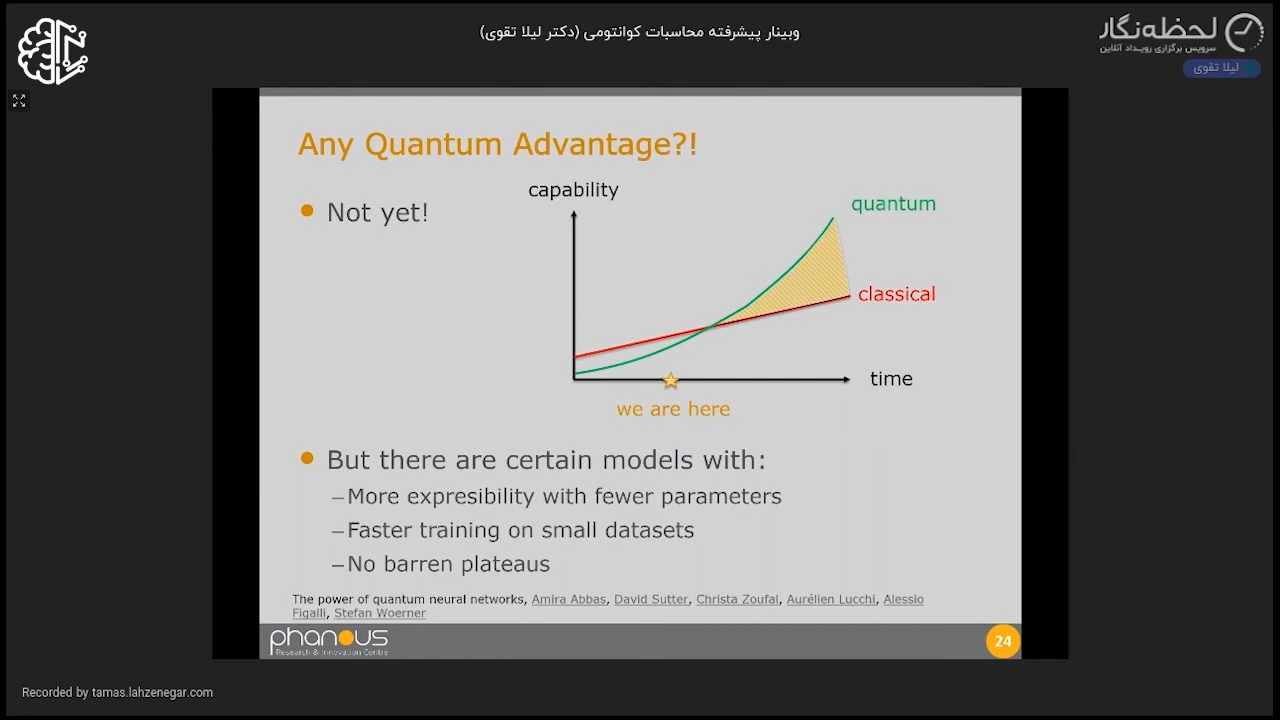 وبینار پیشرفته محاسبات کوانتومی (دکتر لیلا تقوی)
لحظه‌نگار
سرویس برگزاری رویداد آنلاین
لیلا تقوی
Any Quantum Advantage?!
Not yet!
capability
quantum
classical
time
we are here
But there are certain models with:
–More expresibility with fewer parameters
–Faster training on small datasets
–No barren plateaus
The power of quantum neural networks, Amira Abbas, David Sutter, Christa Zoufal, Aurélien Lucchi, Alessio
Figalli, Stefan Woerner
phanous
Research & Innovation Centre
24
Recorded by tamas.lahzenegar.com